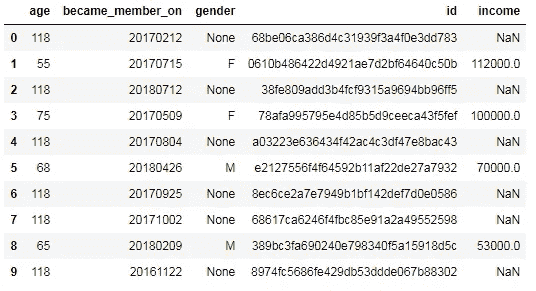 age became_member_on gender id income
0 118 20170212 None 68be06ca386d4c31939f3a4f0e3dd783 NaN
1 55 20170715 F 0610b486422d4921ae7d2bf64640c50b 112000.0
2 118 20180712 None 38fe809add3b4fcf9315a9694bb96ff5 NaN
3 75 20170509 F 78afa995795e4d85b5d9ceeca43f5fef 100000.0
4 118 20170804 None a03223e636434f42ac4c3df47e8bac43 NaN
5 68 20180426 M e2127556f4f64592b11af22de27a7932 70000.0
6 118 20170925 None 8ec6ce2a7e7949b1bf142def7d0e0586 NaN
7 118 20171002 None 68617ca6246f4fbc85e91a2a49552598 NaN
8 65 20180209 M 389bc3fa690240e798340f5a15918d5c 53000.0
9 118 20161122 None 8974fc5686fe429db53ddde067b88302 NaN